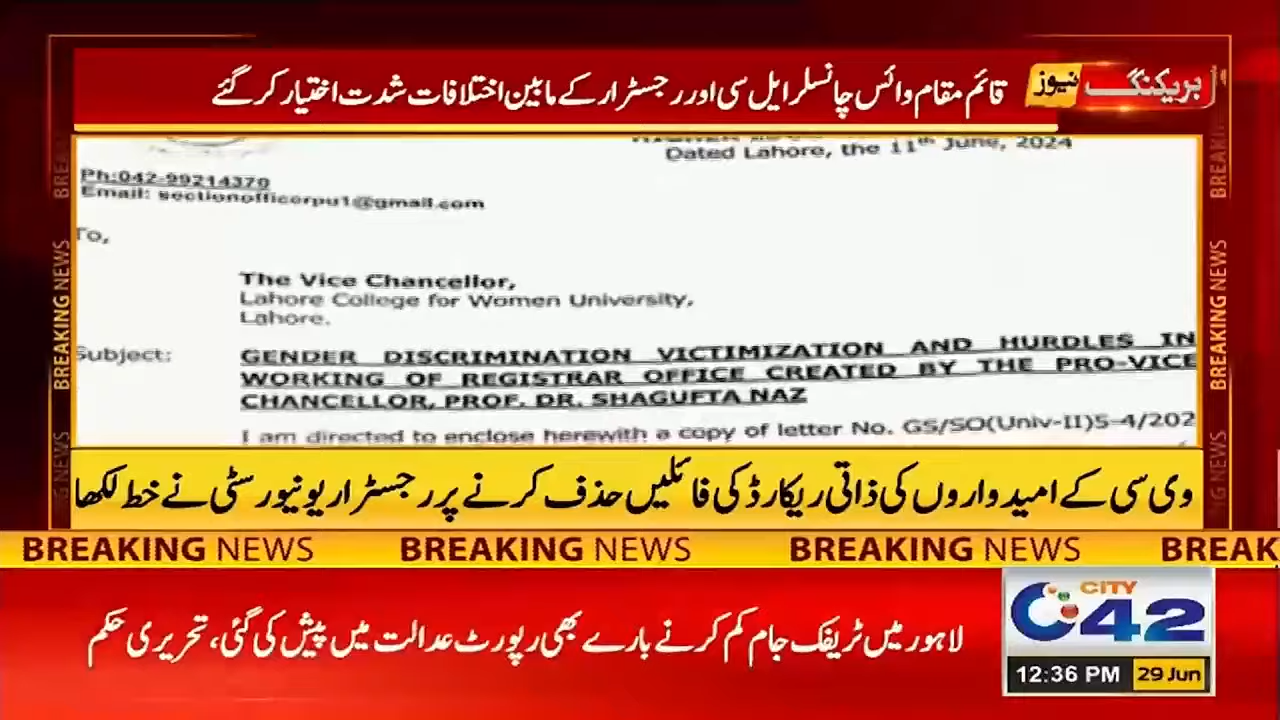 قائم مقام وائس چانسلر ایل سی اور رجسٹرار کے مابین اختلافات شدت اختیار کر گئے
بریکنگ نیوز
Dated Lahore, the 11th June, 2024
Ph:042-99214370
Email: sectionofficerpu1@gmail.com
To,
The Vice Chancellor,
Lahore College for Women University,
Lahore.
Subject: GENDER DISCRIMINATION VICTIMIZATION AND HURDLES IN
WORKING OF REGISTRAR OFFICE CREATED BY THE PRO-VICE
CHANCELLOR, PROF. DR. SHAGUFTA NAZ
I am directed to enclose herewith a copy of letter No. GS/SO(Univ-II)5-4/202
وی سی کے امیدواروں کی ذاتی ریکارڈ کی فائلیں حذف کرنے پر رجسٹرار یونیورسٹی نے خط لکھا
BREAKING NEWS BREAKING NEWS BREAKING NEWS BREAK
لاہور میں ٹریفک جام کم کرنے بارے بھی رپورٹ عدالت میں پیش کی گئی، تحریری حکم
CITY
42
12:36 PM 29 Jun
BREAKING NEWS
BREAKING NEWS